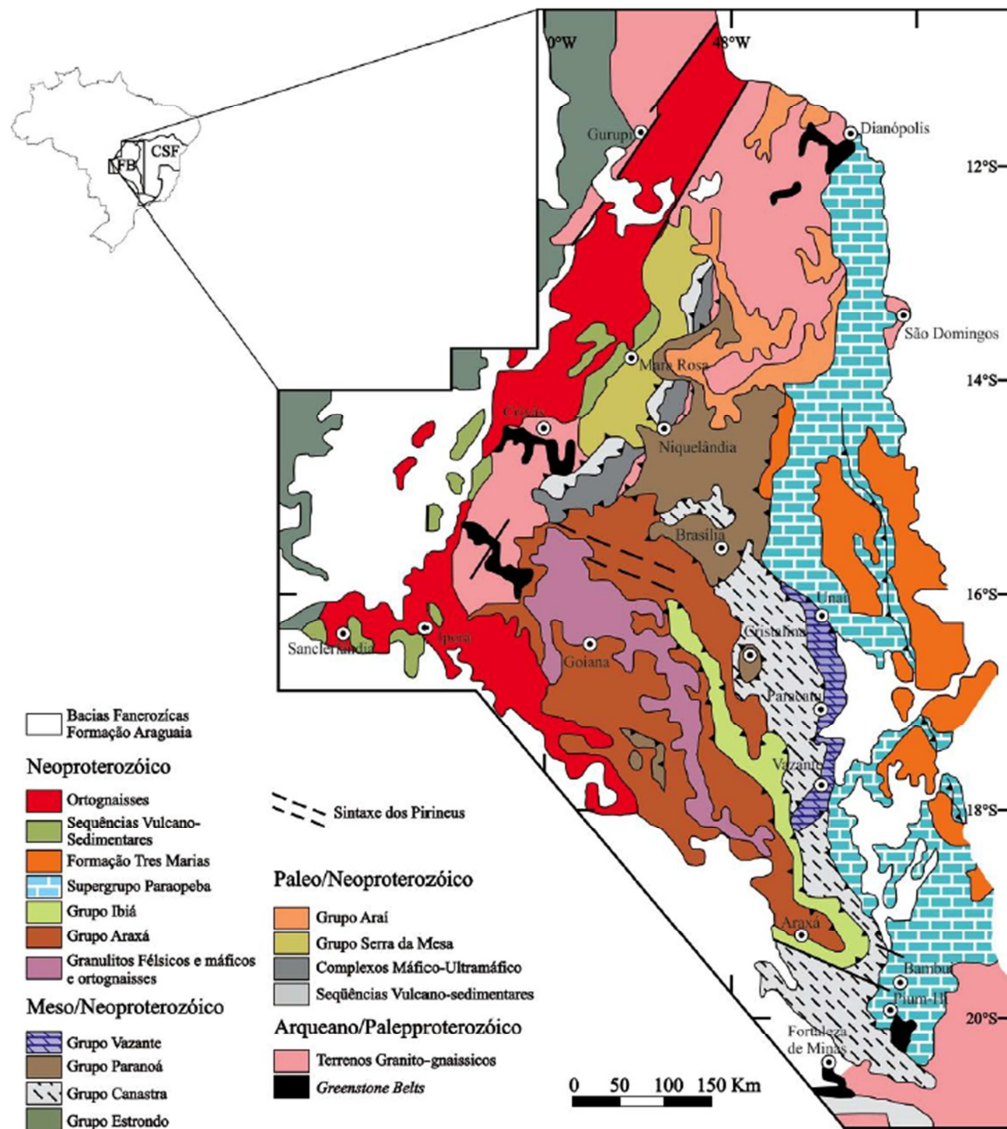 0°W
48°W
CSF
FB
Gurupi
Dianópolis
12°S
São Domingos
Mara Rosa
14°S
Crixás
Niquelândia
Brasília
16°S
Unaí
Cristalina
Sanclerlândia
Iporá
Goiana
Paracatu
Vazante
18°S
Araxá
Bambuí
Pium-Hi
20°S
Fortaleza
de Minas
Bacias Fanerozícas
Formação Araguaia
Neoproterozóico
Ortognaisses
Sequências Vulcano-
Sedimentares
Formação Tres Marias
Supergrupo Paraopeba
Grupo Ibiá
Grupo Araxá
Granulitos Félsicos e máficos
e ortognaisses
Meso/Neoproterozóico
Grupo Vazante
Grupo Paranoá
Grupo Canastra
Grupo Estrondo
Sintaxe dos Pirineus
Paleo/Neoproterozóico
Grupo Araí
Grupo Serra da Mesa
Complexos Máfico-Ultramáfico
Seqüências Vulcano-sedimentares
Arqueano/Palepproterozóico
Terrenos Granito-gnaissicos
Greenstone Belts
0 50 100 150 Km